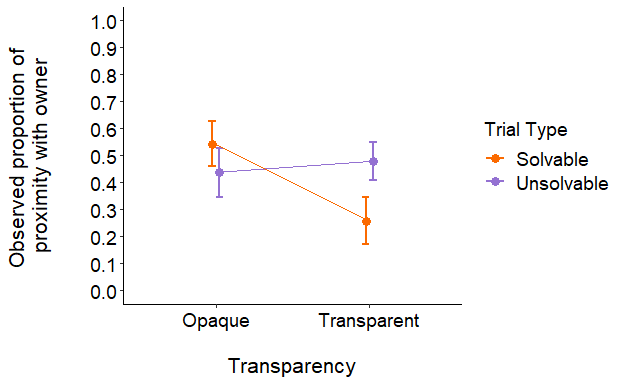 Observed proportion of
proximity with owner
1.0
0.9
0.8
0.7
0.6
0.5
0.4
0.3
0.2
0.1
0.0
Opaque
Transparent
Transparency
Trial Type
Solvable
Unsolvable